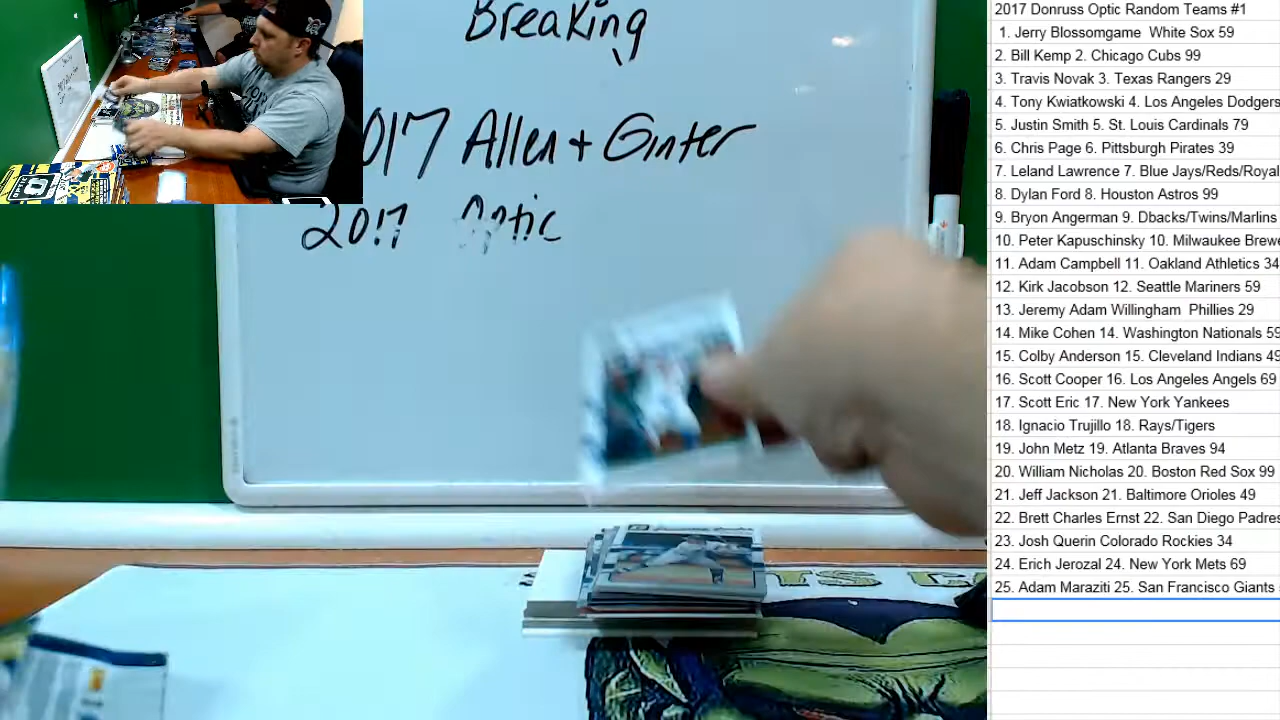 Breaking
2017 Allen + Ginter
2017 Optic
2017 Donruss Optic Random Teams #1
1. Jerry Blossomgame White Sox 59
2. Bill Kemp 2. Chicago Cubs 99
3. Travis Novak 3. Texas Rangers 29
4. Tony Kwiatkowski 4. Los Angeles Dodgers
5. Justin Smith 5. St. Louis Cardinals 79
6. Chris Page 6. Pittsburgh Pirates 39
7. Leland Lawrence 7. Blue Jays/Reds/Royal
8. Dylan Ford 8. Houston Astros 99
9. Bryon Angerman 9. Dbacks/Twins/Marlins
10. Peter Kapuschinsky 10. Milwaukee Brewe
11. Adam Campbell 11. Oakland Athletics 34
12. Kirk Jacobson 12. Seattle Mariners 59
13. Jeremy Adam Willingham Phillies 29
14. Mike Cohen 14. Washington Nationals 59
15. Colby Anderson 15. Cleveland Indians 49
16. Scott Cooper 16. Los Angeles Angels 69
17. Scott Eric 17. New York Yankees
18. Ignacio Trujillo 18. Rays/Tigers
19. John Metz 19. Atlanta Braves 94
20. William Nicholas 20. Boston Red Sox 99
21. Jeff Jackson 21. Baltimore Orioles 49
22. Brett Charles Ernst 22. San Diego Padres
23. Josh Querin Colorado Rockies 34
24. Erich Jerozal 24. New York Mets 69
25. Adam Maraziti 25. San Francisco Giants